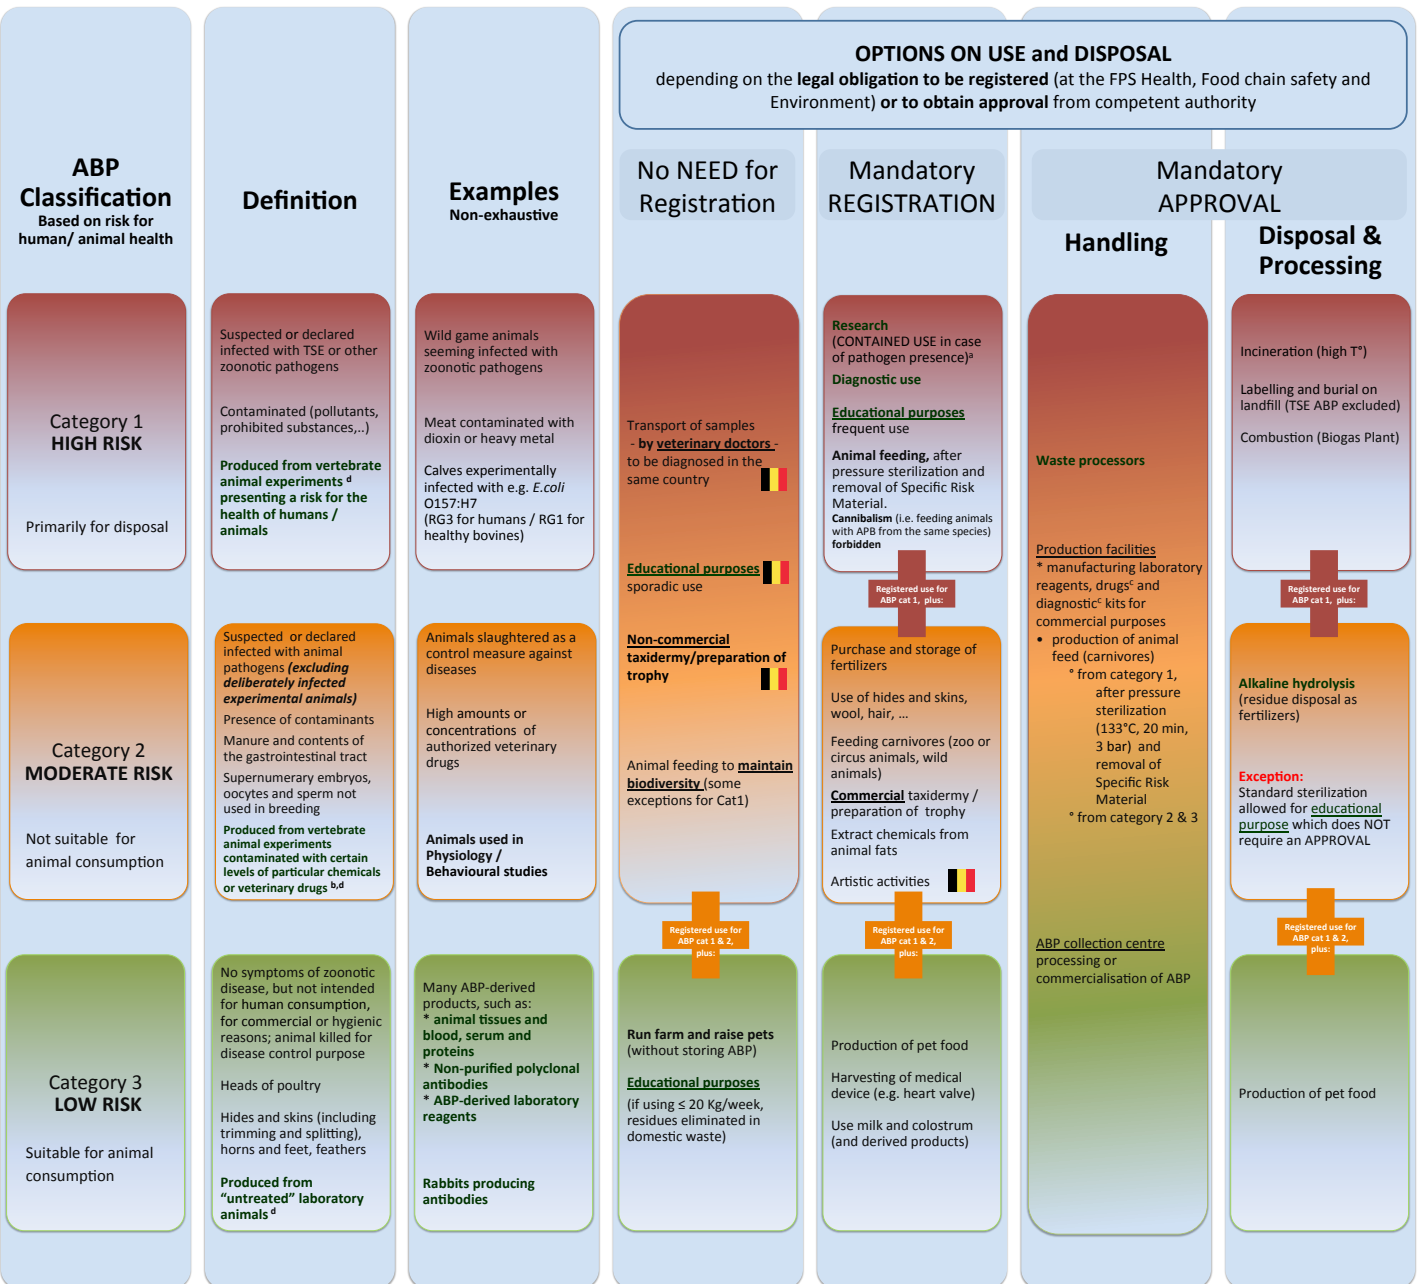 OPTIONS ON USE and DISPOSAL
depending on the legal obligation to be registered (at the FPS Health, Food chain safety and
Environment) or to obtain approval from competent authority
ABP
Classification
Based on risk for
human/ animal health
Definition
Examples
Non-exhaustive
No NEED for
Registration
Mandatory
REGISTRATION
Mandatory
APPROVAL
Handling
Disposal &
Processing
Category 1
HIGH RISK
Primarily for disposal
Suspected or declared
infected with TSE or other
zoonotic pathogens
Contaminated (pollutants,
prohibited substances,..)
Produced from vertebrate
animal experiments d
presenting a risk for the
health of humans /
animals
Wild game animals
seeming infected with
zoonotic pathogens
Meat contaminated with
dioxin or heavy metal
Calves experimentally
infected with e.g. E.coli
O157:H7
(RG3 for humans / RG1 for
healthy bovines)
Transport of samples
- by veterinary doctors -
to be diagnosed in the
same country
Educational purposes
sporadic use
Non-commercial
taxidermy/preparation of
trophy
Animal feeding to maintain
biodiversity (some
exceptions for Cat1)
Research
(CONTAINED USE in case
of pathogen presence)a
Diagnostic use
Educational purposes
frequent use
Animal feeding, after
pressure sterilization and
removal of Specific Risk
Material.
Cannibalism (i.e. feeding animals
with APB from the same species)
forbidden
Registered use for
ABP cat 1, plus:
Waste processors
Production facilities
* manufacturing laboratory
reagents, drugsc and
diagnosticc kits for
commercial purposes
• production of animal
feed (carnivores)
° from category 1,
after pressure
sterilization
(133°C, 20 min,
3 bar) and
removal of
Specific Risk
Material
° from category 2 & 3
ABP collection centre
processing or
commercialisation of ABP
Incineration (high T°)
Labelling and burial on
landfill (TSE ABP excluded)
Combustion (Biogas Plant)
Registered use for
ABP cat 1, plus:
Category 2
MODERATE RISK
Not suitable for
animal consumption
Suspected or declared
infected with animal
pathogens (excluding
deliberately infected
experimental animals)
Presence of contaminants
Manure and contents of
the gastrointestinal tract
Supernumerary embryos,
oocytes and sperm not
used in breeding
Produced from vertebrate
animal experiments
contaminated with certain
levels of particular chemicals
or veterinary drugs b,d
Animals slaughtered as a
control measure against
diseases
High amounts or
concentrations of
authorized veterinary
drugs
Animals used in
Physiology /
Behavioural studies
Registered use for
ABP cat 1 & 2,
plus:
Purchase and storage of
fertilizers
Use of hides and skins,
wool, hair, ...
Feeding carnivores (zoo or
circus animals, wild
animals)
Commercial taxidermy /
preparation of trophy
Extract chemicals from
animal fats
Artistic activities
Registered use for
ABP cat 1 & 2,
plus:
Alkaline hydrolysis
(residue disposal as
fertilizers)
Exception:
Standard sterilization
allowed for educational
purpose which does NOT
require an APPROVAL
Registered use for
ABP cat 1 & 2,
plus:
Category 3
LOW RISK
Suitable for animal
consumption
No symptoms of zoonotic
disease, but not intended
for human consumption,
for commercial or hygienic
reasons; animal killed for
disease control purpose
Heads of poultry
Hides and skins (including
trimming and splitting),
horns and feet, feathers
Produced from
“untreated” laboratory
animals d
Many ABP-derived
products, such as:
* animal tissues and
blood, serum and
proteins
* Non-purified polyclonal
antibodies
* ABP-derived laboratory
reagents
Rabbits producing
antibodies
Run farm and raise pets
(without storing ABP)
Educational purposes
(if using ≤ 20 Kg/week,
residues eliminated in
domestic waste)
Production of pet food
Harvesting of medical
device (e.g. heart valve)
Use milk and colostrum
(and derived products)
Production of pet food